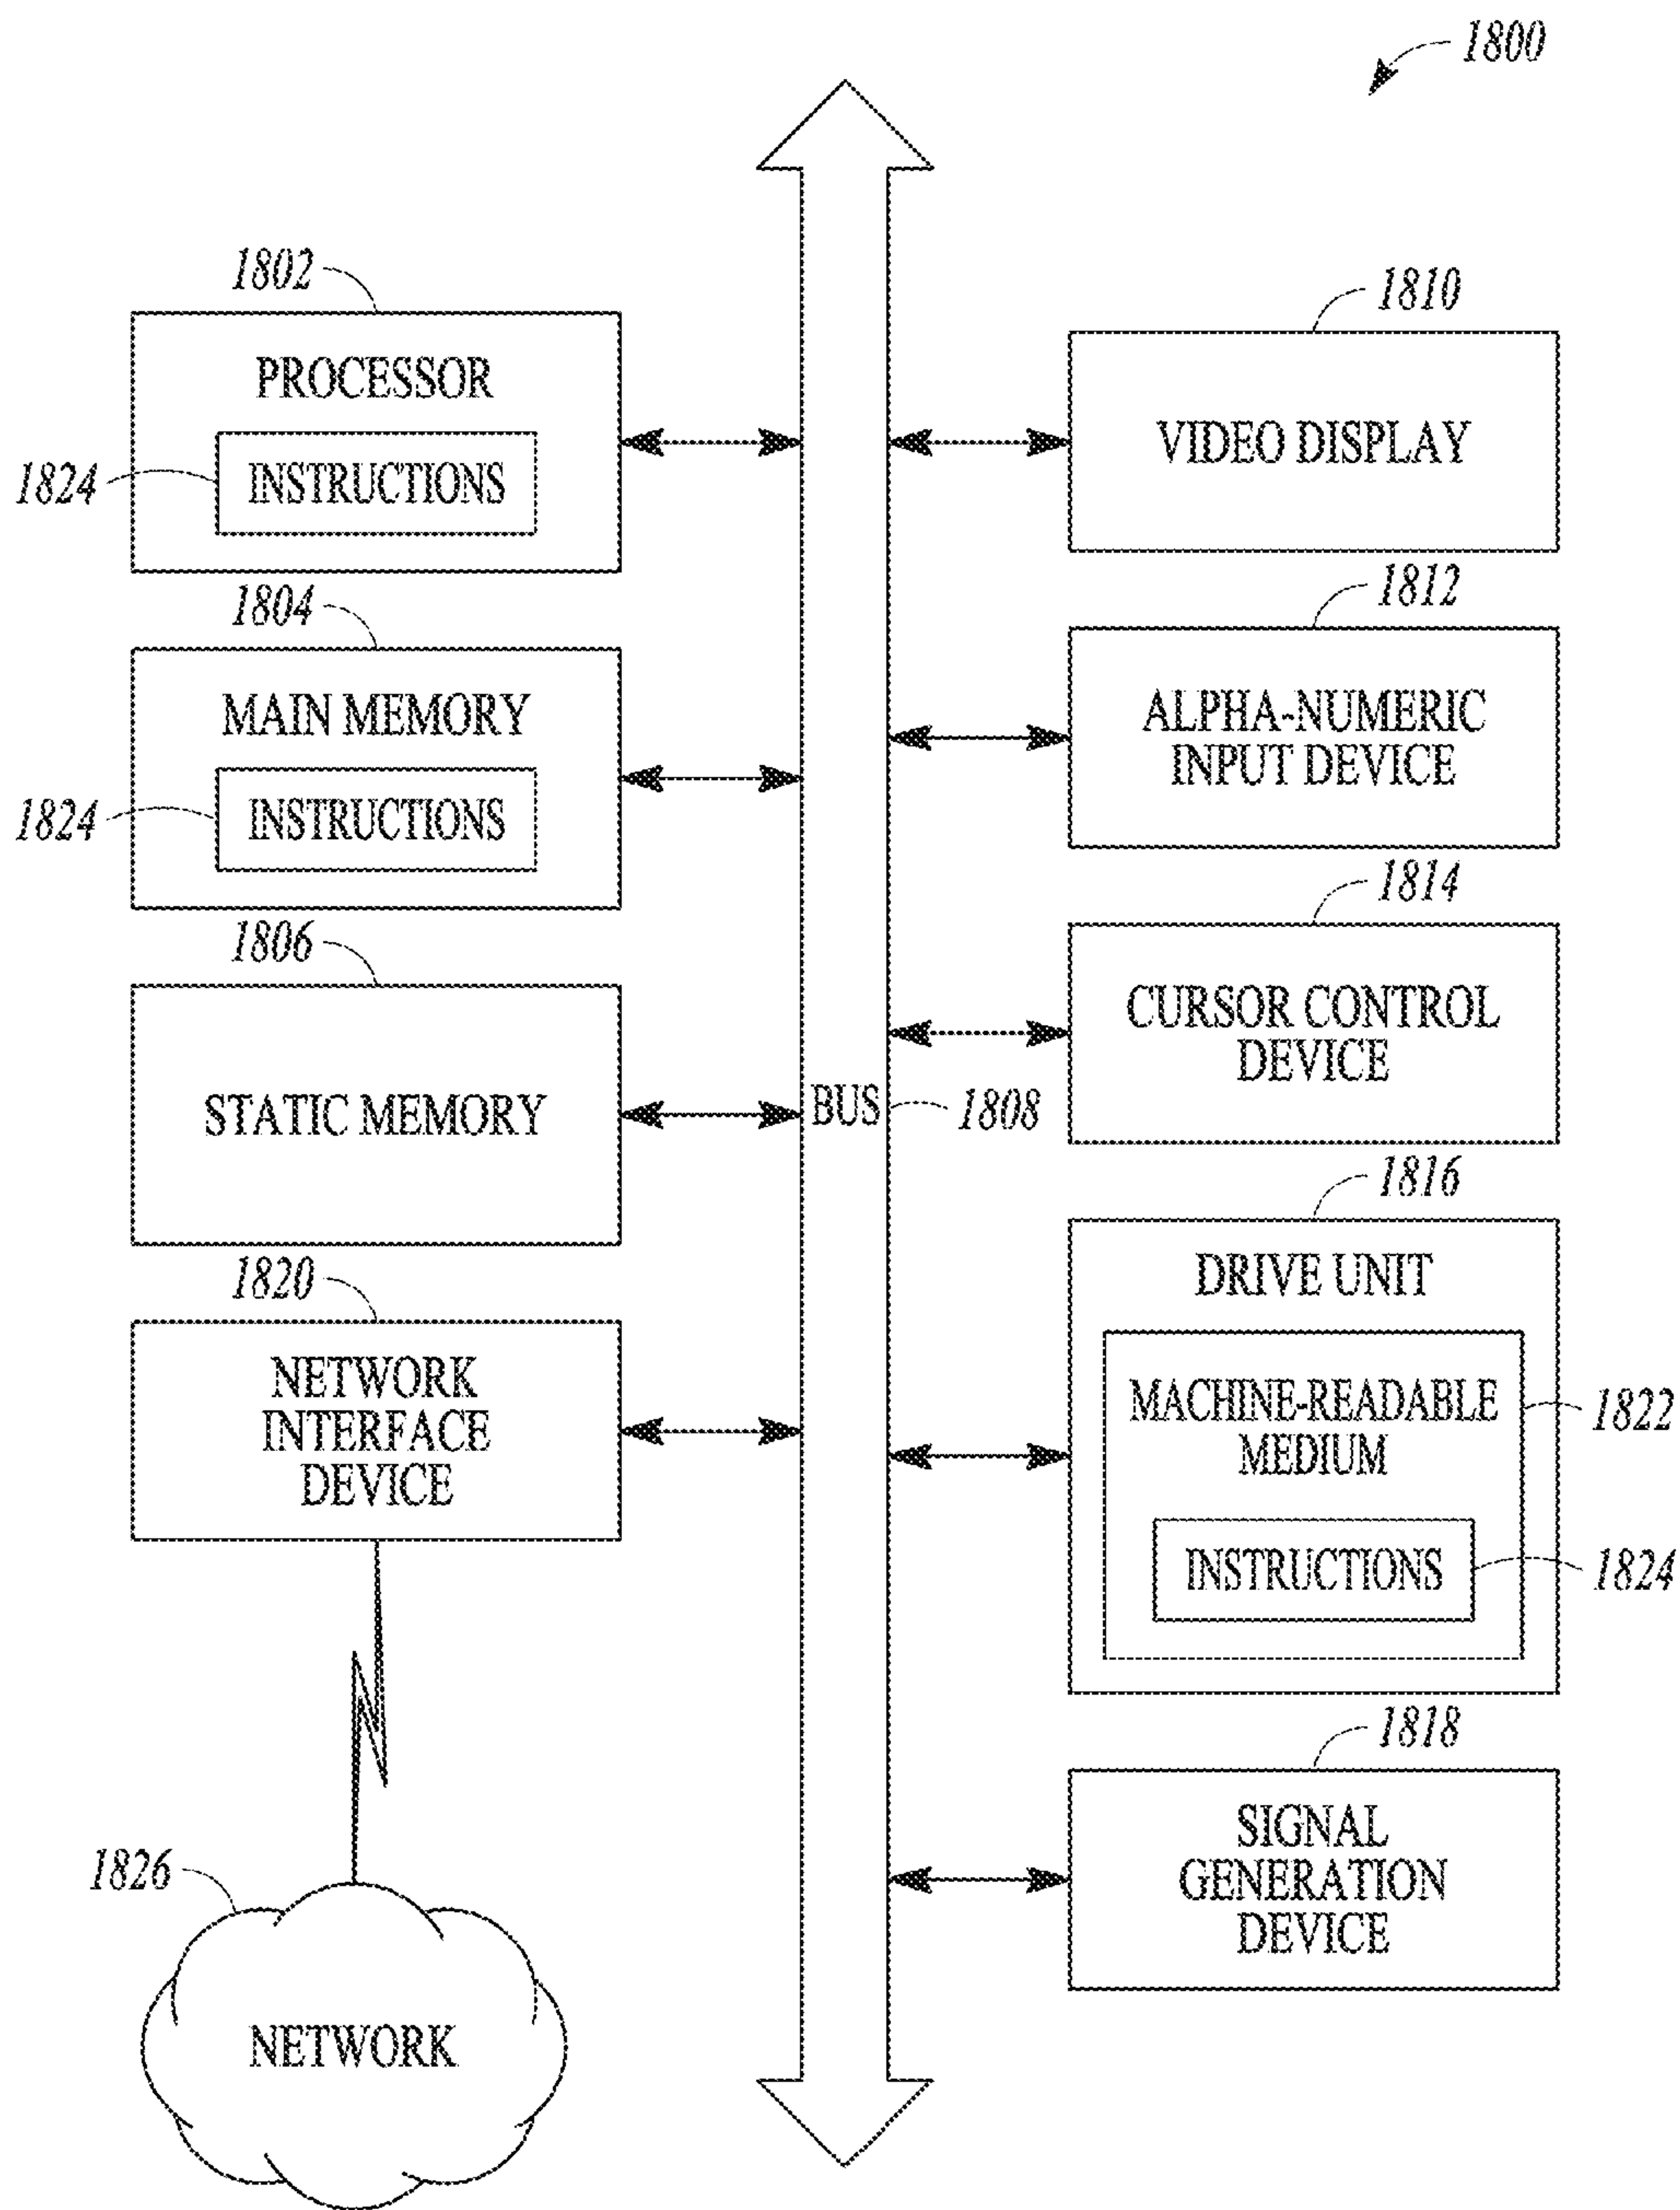 1800
1802
PROCESSOR
1824
INSTRUCTIONS
1804
MAIN MEMORY
1824
INSTRUCTIONS
1806
STATIC MEMORY
1820
NETWORK
INTERFACE
DEVICE
1826
NETWORK
BUS
1808
1810
VIDEO DISPLAY
1812
ALPHA-NUMERIC
INPUT DEVICE
1814
CURSOR CONTROL
DEVICE
1816
DRIVE UNIT
MACHINE-READABLE
MEDIUM
1822
INSTRUCTIONS
1824
1818
SIGNAL
GENERATION
DEVICE